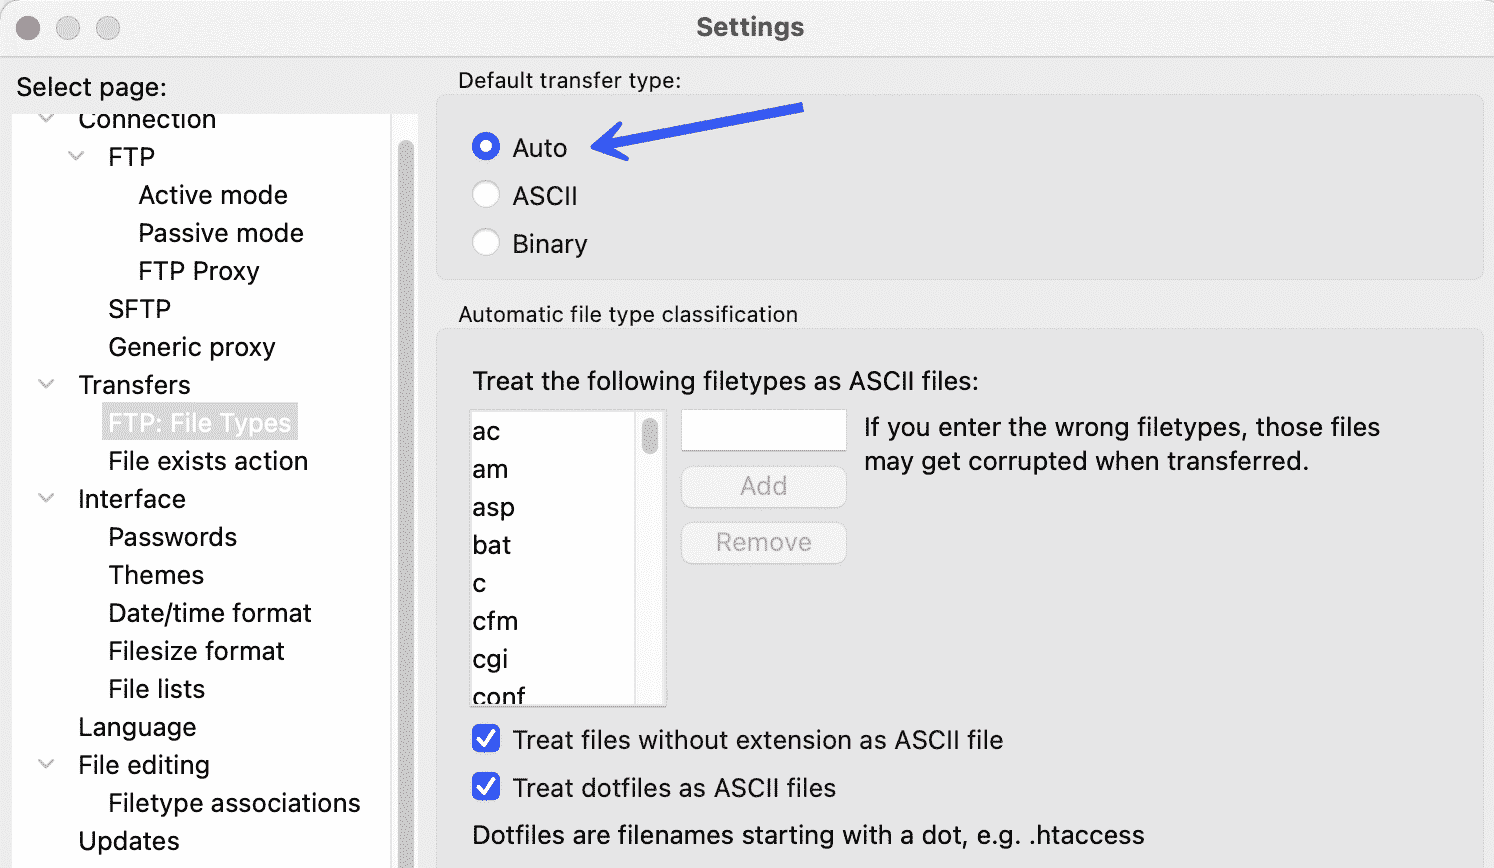 Settings
Select page:
Connection
FTP
Active mode
Passive mode
FTP Proxy
SFTP
Generic proxy
Transfers
FTP: File Types
File exists action
Interface
Passwords
Themes
Date/time format
Filesize format
File lists
Language
File editing
Filetype associations
Updates
Default transfer type:
Auto
ASCII
Binary
Automatic file type classification
Treat the following filetypes as ASCII files:
ac
am
asp
bat
c
cfm
cgi
conf
Add
Remove
If you enter the wrong filetypes, those files
may get corrupted when transferred.
Treat files without extension as ASCII file
Treat dotfiles as ASCII files
Dotfiles are filenames starting with a dot, e.g. .htaccess